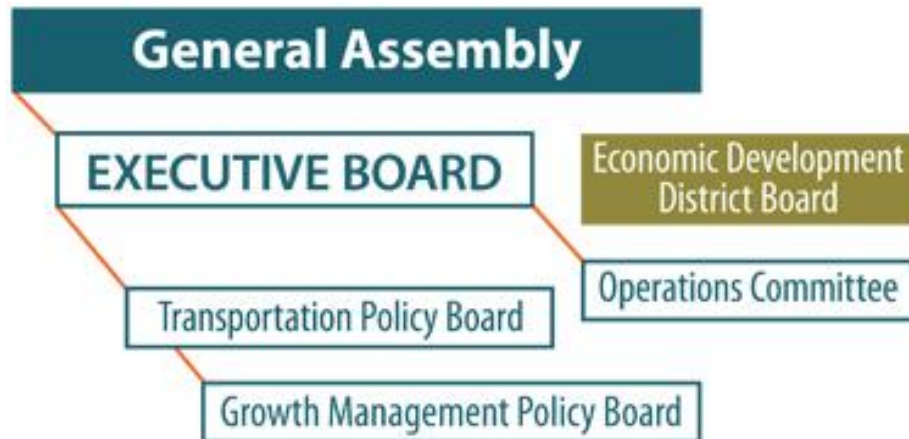 General Assembly
EXECUTIVE BOARD
Economic Development
District Board
Operations Committee
Transportation Policy Board
Growth Management Policy Board